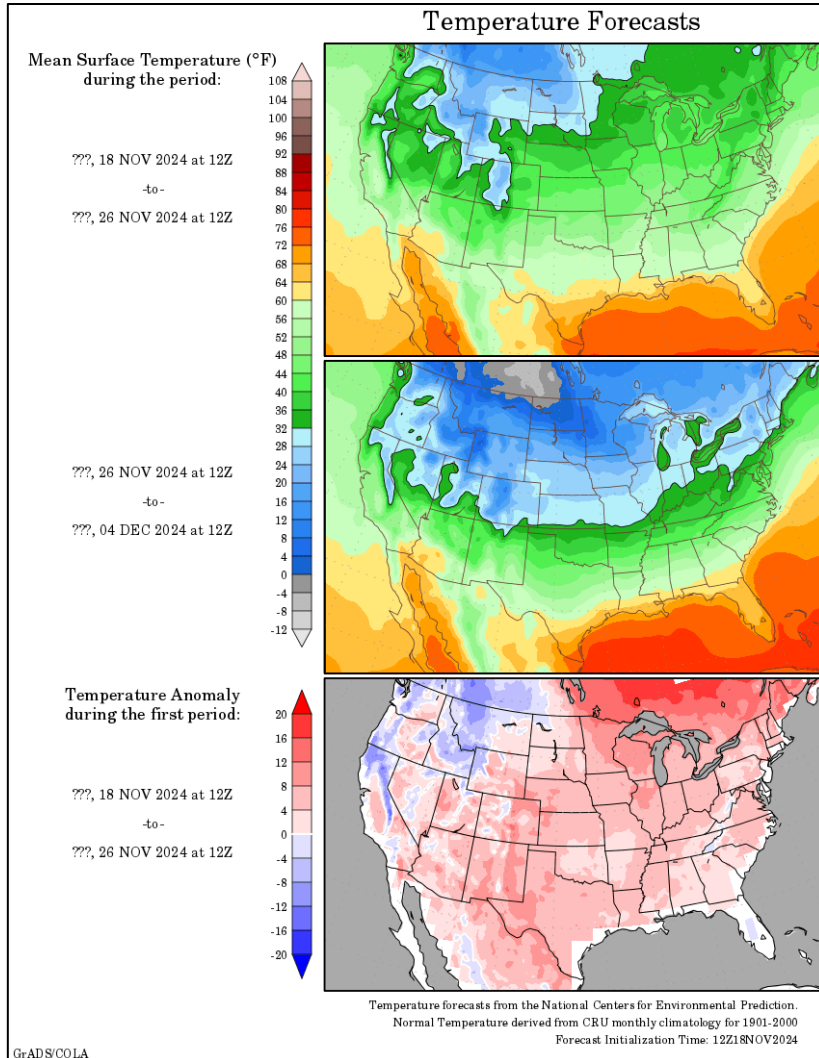 Temperature Forecasts
Mean Surface Temperature (°F)
during the period:
???, 18 NOV 2024 at 12Z
-to-
???, 26 NOV 2024 at 12Z
108
104
100
96
92
88
84
80
76
72
68
64
60
56
52
48
44
40
36
32
28
24
20
16
12
8
4
0
-4
-8
-12
???, 26 NOV 2024 at 12Z
-to-
???, 04 DEC 2024 at 12Z
Temperature Anomaly
during the first period:
???, 18 NOV 2024 at 12Z
-to-
???, 26 NOV 2024 at 12Z
20
16
12
8
4
0
-4
-8
-12
-16
-20
Temperature forecasts from the National Centers for Environmental Prediction.
Normal Temperature derived from CRU monthly climatology for 1901-2000
Forecast Initialization Time: 12Z18NOV2024
GrADS/COLA